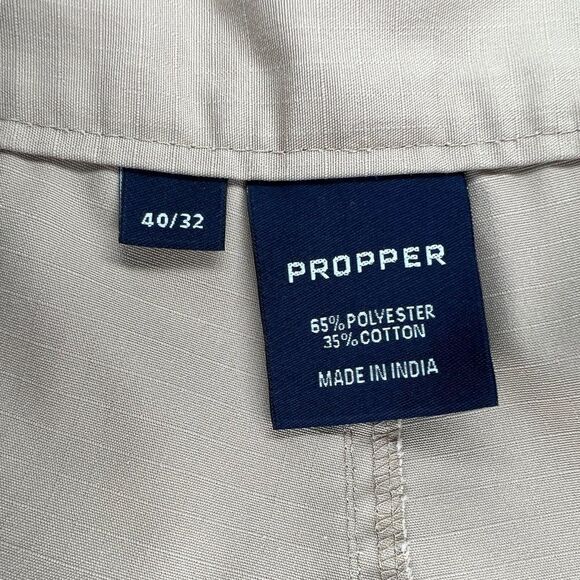 40/32
PROPPER
65% POLYESTER
35% COTTON
MADE IN INDIA